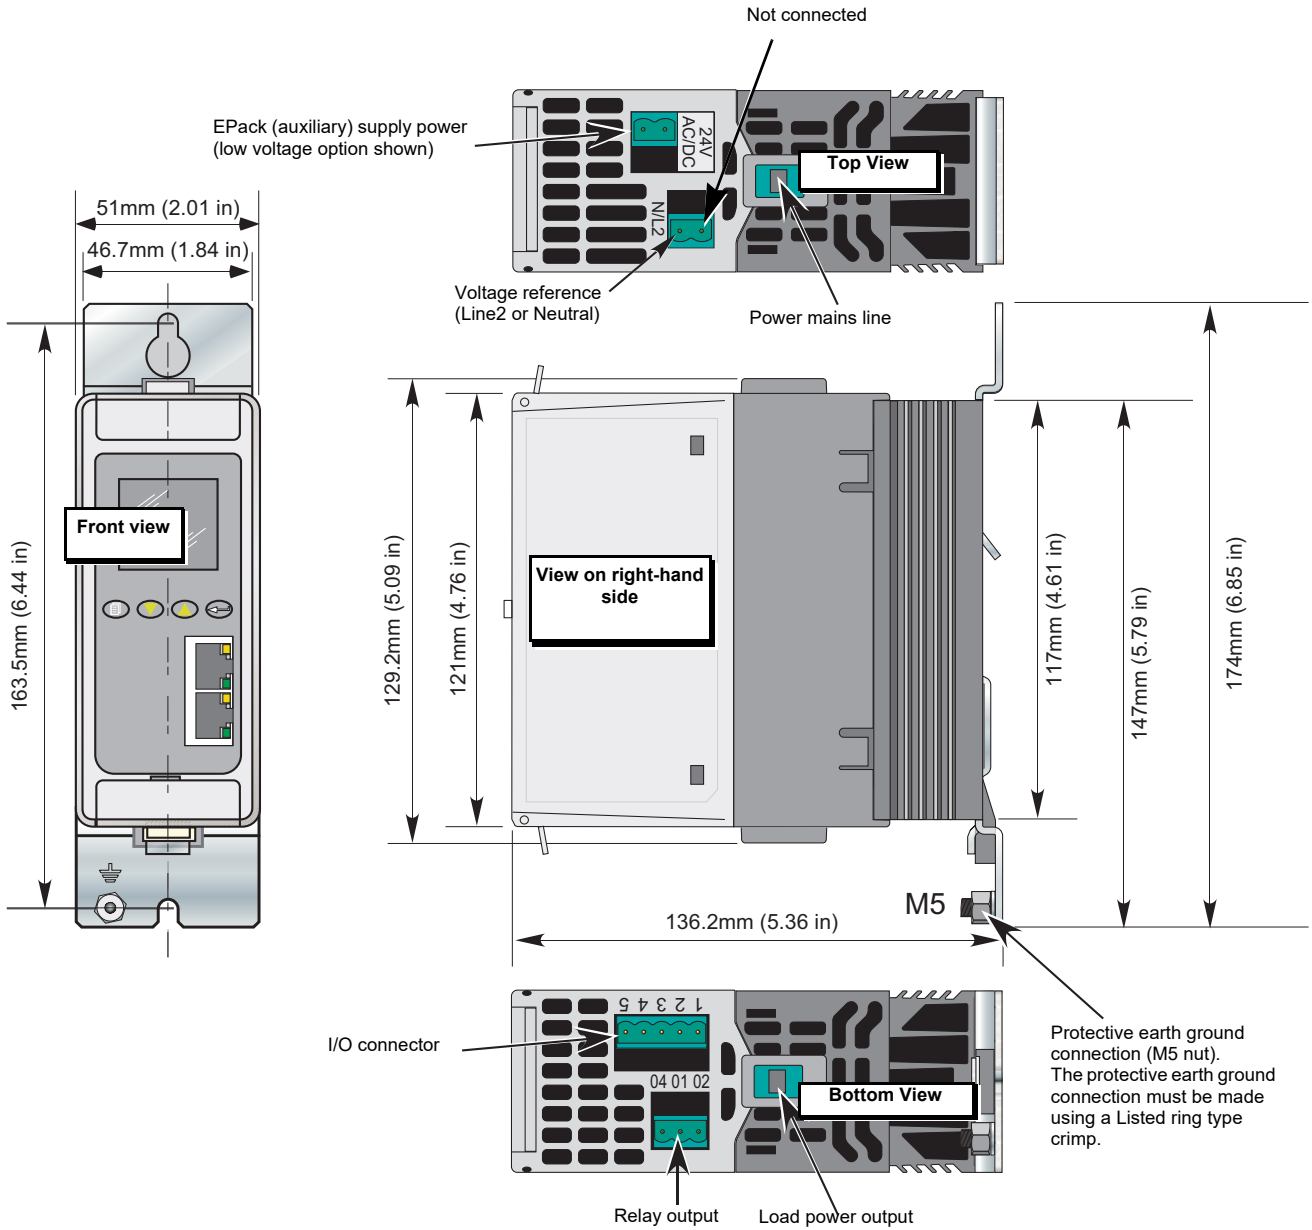 Not connected
EPack (auxiliary) supply power
(low voltage option shown)
24V
AC/DC
N/L2
Top View
Voltage reference
(Line2 or Neutral)
Power mains line
51mm (2.01 in)
46.7mm (1.84 in)
163.5mm (6.44 in)
Front view
129.2mm (5.09 in)
121mm (4.76 in)
View on right-hand
side
117mm (4.61 in)
147mm (5.79 in)
174mm (6.85 in)
M5
136.2mm (5.36 in)
5 4 3 2 1
I/O connector
04 01 02
Bottom View
Protective earth ground
connection (M5 nut).
The protective earth ground
connection must be made
using a Listed ring type
crimp.
Relay output
Load power output